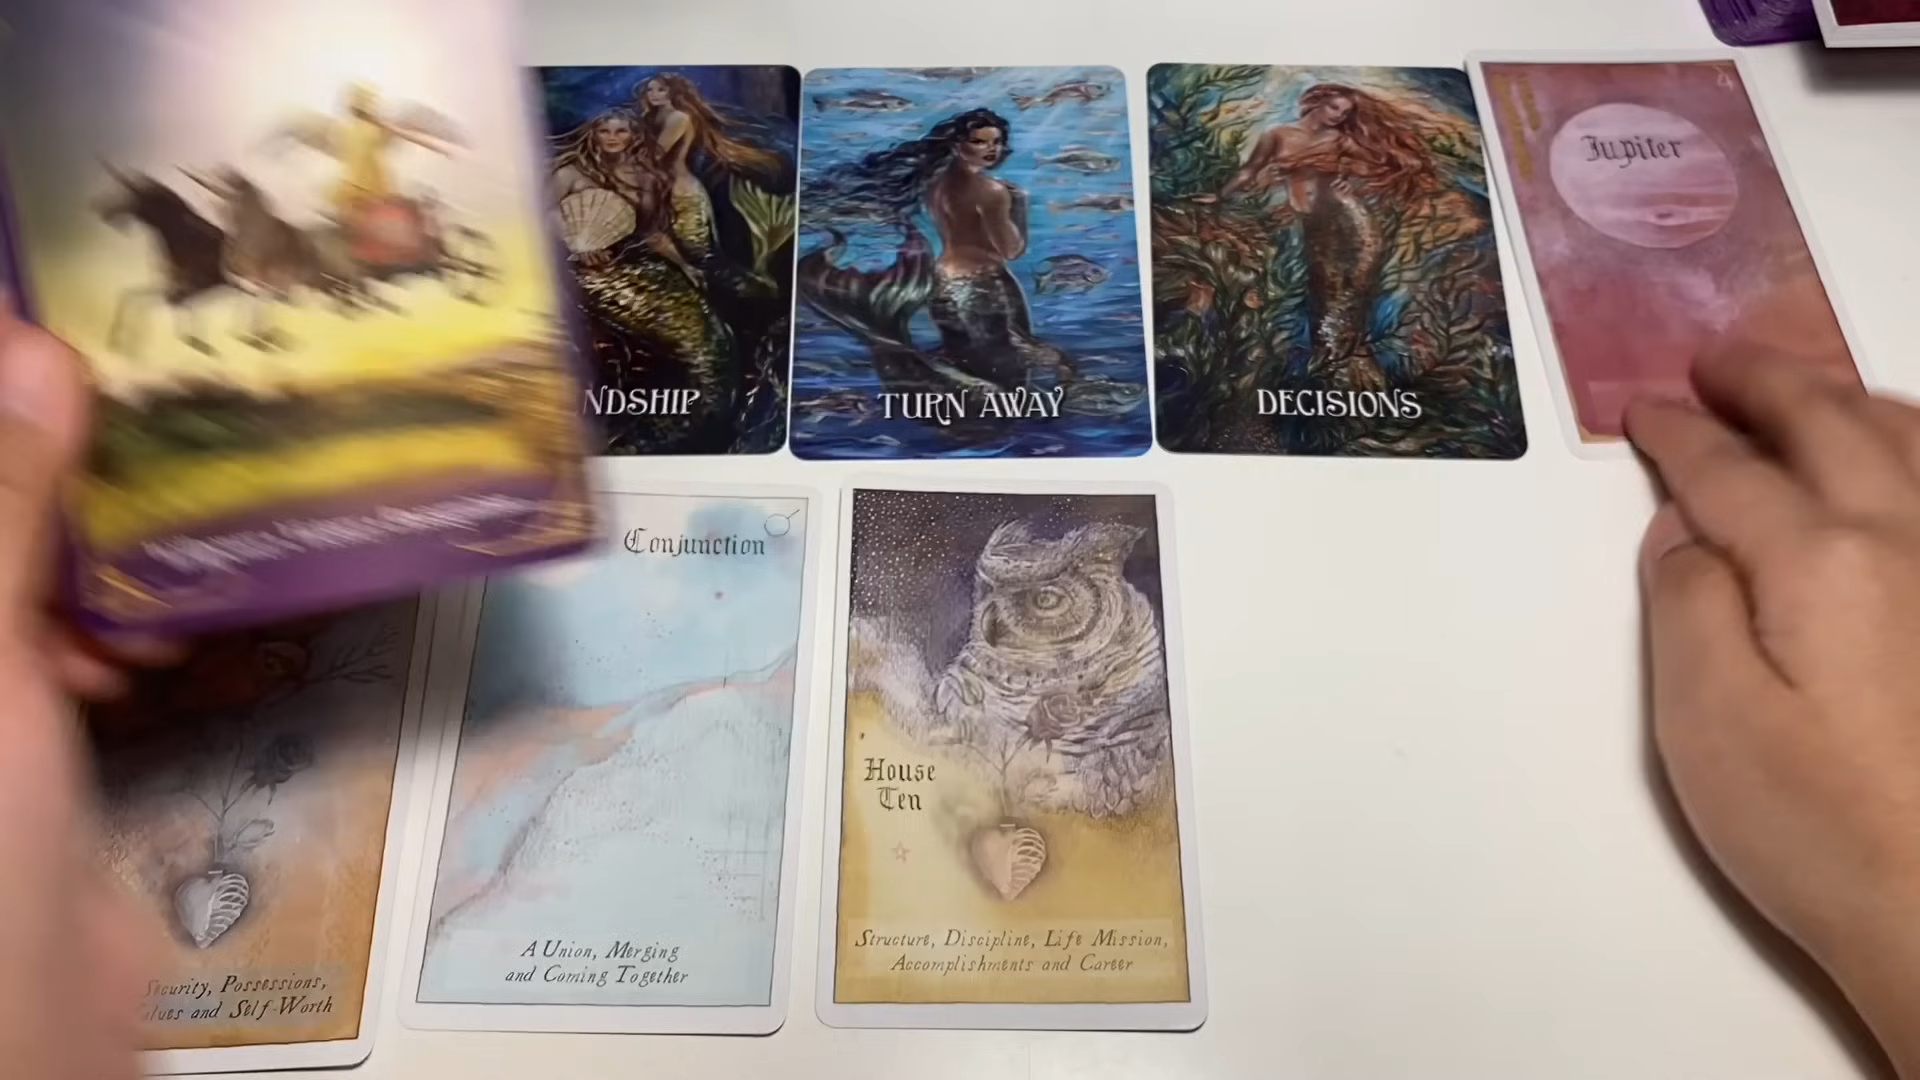 NDSHIP
TURN AWAY
DECISIONS
Jupiter
Conjunction
A Union, Merging
and Coming Together
House
Ten
Structure, Discipline, Life Mission,
Accomplishments and Career
Security, Possessions,
alues and Self-Worth